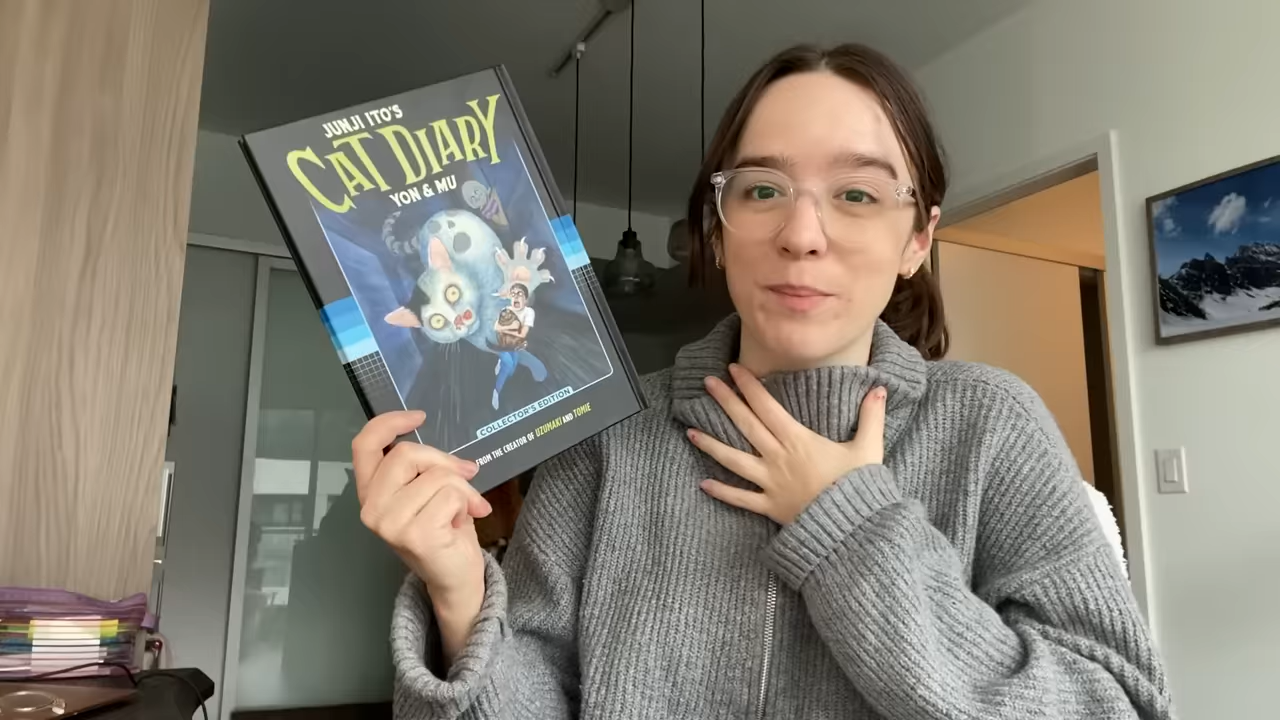 JUNJI ITO'S
CAT DIARY
YON & MU
COLLECTOR'S EDITION
FROM THE CREATOR OF UZUMAKI AND TOMIE